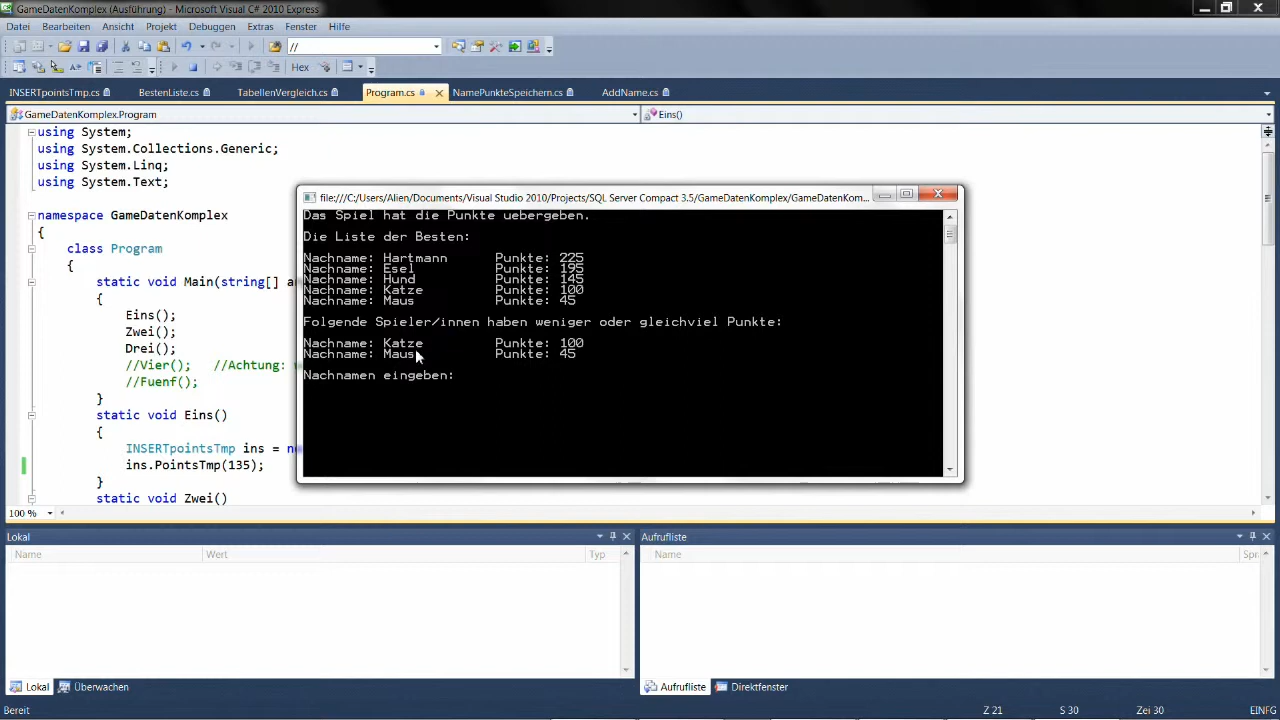 GameDatenKomplex (Ausführung) - Microsoft Visual C# 2010 Express
Datei Bearbeiten Ansicht Projekt Debuggen Extras Fenster Hilfe
//
Hex
INSERTpointsTmp.cs BestenListe.cs TabellenVergleich.cs Program.cs NamePunkteSpeichern.cs AddName.cs
GameDatenKomplex.Program Eins()
using System;
using System.Collections.Generic;
using System.Linq;
using System.Text;
namespace GameDatenKomplex
{
class Program
{
static void Main(string[] a
{
Eins();
Zwei();
Drei();
//Vier(); //Achtung:
//Fuenf();
}
static void Eins()
{
INSERTpointsTmp ins = n
ins.PointsTmp(135);
}
static void Zwei()
100 %
file:///C:/Users/Alien/Documents/Visual Studio 2010/Projects/SQL Server Compact 3.5/GameDatenKomplex/GameDatenKom...
Das Spiel hat die Punkte uebergeben.
Die Liste der Besten:
Nachname: Hartmann Punkte: 225
Nachname: Esel Punkte: 195
Nachname: Hund Punkte: 145
Nachname: Katze Punkte: 100
Nachname: Maus Punkte: 45
Folgende Spieler/innen haben weniger oder gleichviel Punkte:
Nachname: Katze Punkte: 100
Nachname: Maus Punkte: 45
Nachnamen eingeben:
Lokal Aufrufliste
Name Wert Typ Name Spr
Lokal Überwachen Aufrufliste Direktfenster
Bereit Z 21 S 30 Zei 30 EINFG